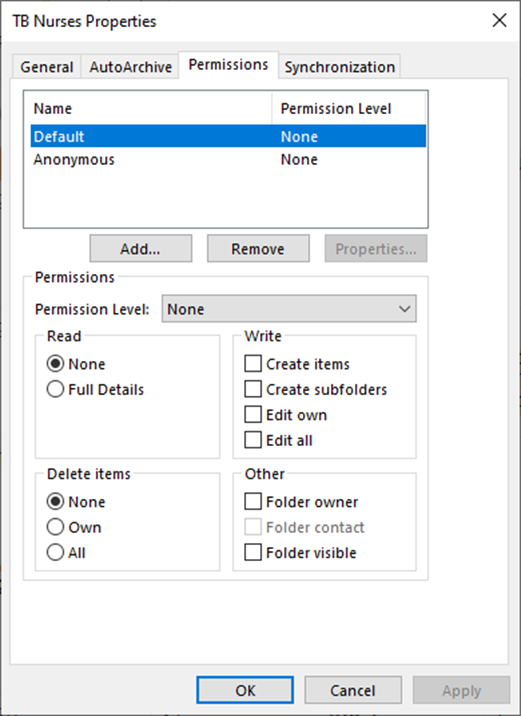 TB Nurses Properties
General AutoArchive Permissions Synchronization
Name Permission Level
Default None
Anonymous None
Add... Remove Properties...
Permissions
Permission Level: None
Read
None
Full Details
Write
Create items
Create subfolders
Edit own
Edit all
Delete items
None
Own
All
Other
Folder owner
Folder contact
Folder visible
OK Cancel Apply